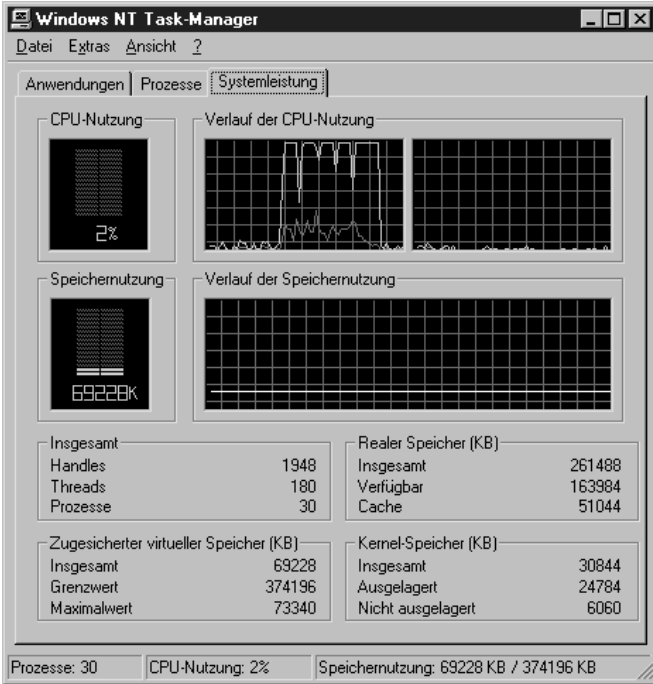 Windows NT Task-Manager
Datei Extras Ansicht ?
Anwendungen Prozesse Systemleistung
CPU-Nutzung Verlauf der CPU-Nutzung
2%
Speichernutzung Verlauf der Speichernutzung
69228K
Insgesamt
Handles 1948
Threads 180
Prozesse 30
Realer Speicher (KB)
Insgesamt 261488
Verfügbar 163984
Cache 51044
Zugesicherter virtueller Speicher (KB)
Insgesamt 69228
Grenzwert 374196
Maximalwert 73340
Kernel-Speicher (KB)
Insgesamt 30844
Ausgelagert 24784
Nicht ausgelagert 6060
Prozesse: 30 CPU-Nutzung: 2% Speichernutzung: 69228 KB / 374196 KB